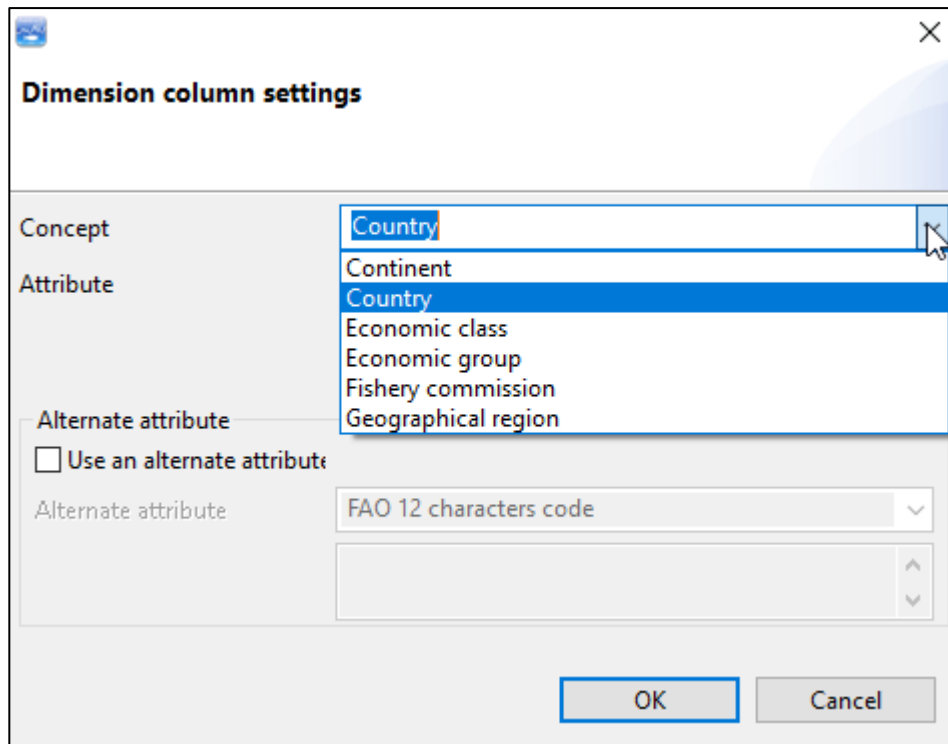 Dimension column settings
Concept
Country
Continent
Attribute
Country
Economic class
Economic group
Fishery commission
Geographical region
Alternate attribute
Use an alternate attribute
Alternate attribute
FAO 12 characters code
OK
Cancel